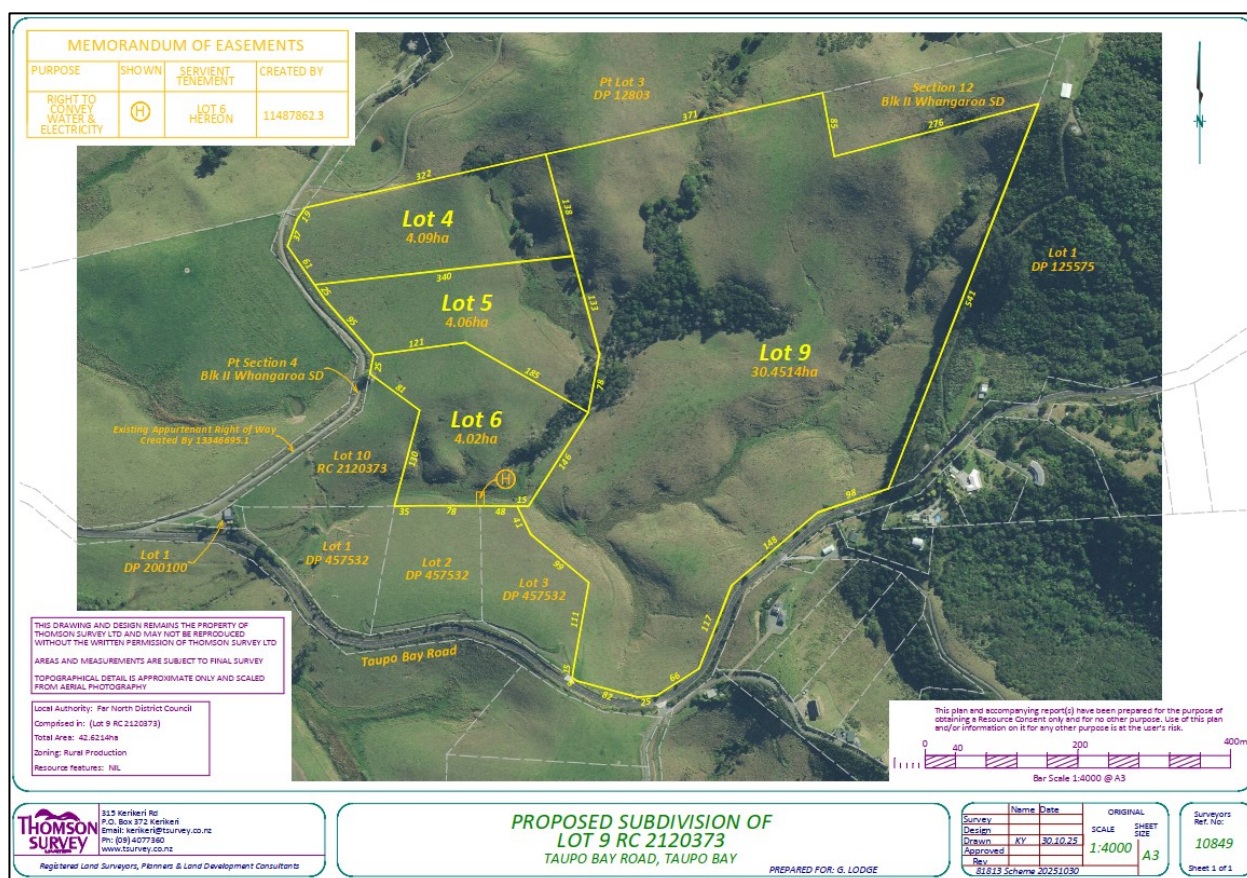 MEMORANDUM OF EASEMENTS
PURPOSE SHOWN SERVIENT TENEMENT CREATED BY
RIGHT TO CONVEY WATER & ELECTRICITY H LOT 6 HEREON 11487862.3
Pt Lot 3
DP 12803
Section 12
Blk II Whangaroa SD
N
371
85
276
322
19
37
Lot 4
4.09ha
138
61
340
25
Lot 5
4.06ha
133
95
541
Lot 1
DP 125575
121
185
Lot 9
30.4514ha
78
25
81
Pt Section 4
Blk II Whangaroa SD
Lot 6
4.02ha
Existing Appurtenant Right of Way
Created By 13346695.1
Lot 10
RC 2120373
130
146
H
15
35
78
48
41
98
148
Lot 1
DP 200100
Lot 1
DP 457532
Lot 2
DP 457532
99
Lot 3
DP 457532
111
117
Taupo Bay Road
82
25
66
THIS DRAWING AND DESIGN REMAINS THE PROPERTY OF
THOMSON SURVEY LTD AND MAY NOT BE REPRODUCED
WITHOUT THE WRITTEN PERMISSION OF THOMSON SURVEY LTD
AREAS AND MEASUREMENTS ARE SUBJECT TO FINAL SURVEY
TOPOGRAPHICAL DETAIL IS APPROXIMATE ONLY AND SCALED
FROM AERIAL PHOTOGRAPHY
Local Authority: Far North District Council
Comprised in: (Lot 9 RC 2120373)
Total Area: 42.6214ha
Zoning: Rural Production
Resource features: NIL
This plan and accompanying report(s) have been prepared for the purpose of
obtaining a Resource Consent only and for no other purpose. Use of this plan
and/or information on it for any other purpose is at the user's risk.
0 40 200 400m
Bar Scale 1:4000 @ A3
THOMSON
SURVEY
315 Kerikeri Rd
P.O. Box 372 Kerikeri
Email: kerikeri@tsurvey.co.nz
Ph: (09) 4077360
www.tsurvey.co.nz
Registered Land Surveyors, Planners & Land Development Consultants
PROPOSED SUBDIVISION OF
LOT 9 RC 2120373
TAUPO BAY ROAD, TAUPO BAY
PREPARED FOR: G. LODGE
Name Date
Survey
Design
Drawn KY 30.10.25
Approved
Rev
81813 Scheme 20251030
ORIGINAL
SCALE SHEET SIZE
1:4000 A3
Surveyors
Ref. No:
10849
Sheet 1 of 1